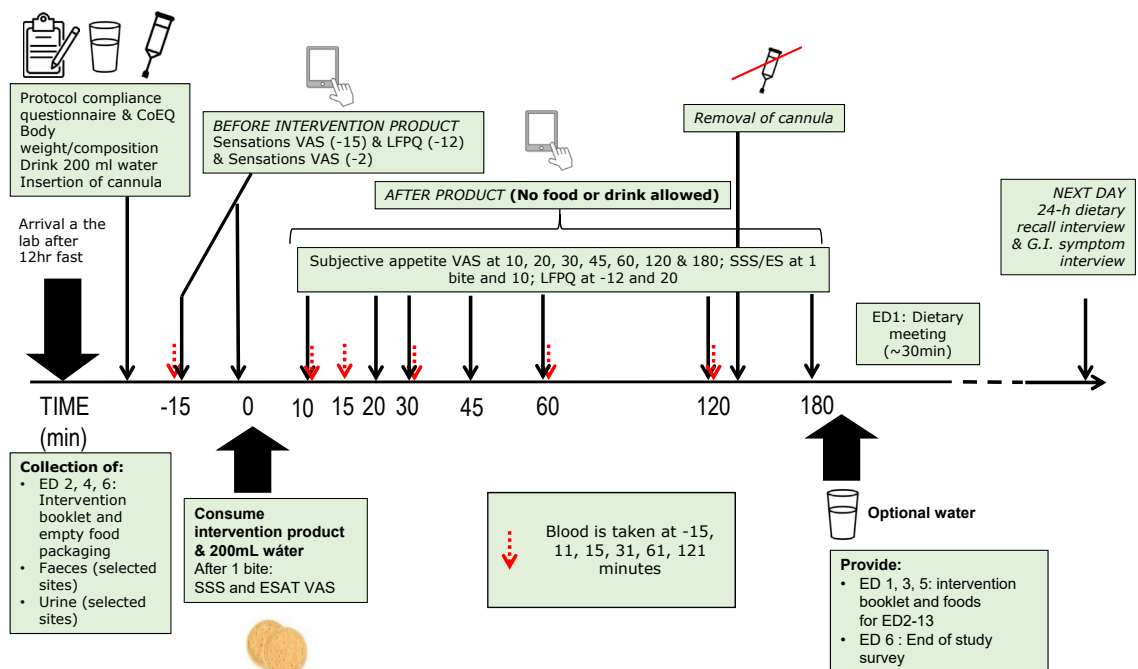 Protocol compliance
questionnaire & CoEQ
Body
weight/composition
Drink 200 ml water
Insertion of cannula
BEFORE INTERVENTION PRODUCT
Sensations VAS (-15) & LFPQ (-12)
& Sensations VAS (-2)
Removal of cannula
AFTER PRODUCT (No food or drink allowed)
NEXT DAY
24-h dietary
recall interview
& G.I. symptom
interview
Arrival a the
lab after
12hr fast
Subjective appetite VAS at 10, 20, 30, 45, 60, 120 & 180; SSS/ES at 1
bite and 10; LFPQ at -12 and 20
ED1: Dietary
meeting
(~30min)
TIME
(min)
-15
0
10
15
20
30
45
60
120
180
Collection of:
• ED 2, 4, 6:
Intervention
booklet and
empty food
packaging
• Faeces (selected
sites)
• Urine (selected
sites)
Consume
intervention product
& 200mL wáter
After 1 bite:
SSS and ESAT VAS
Blood is taken at -15,
11, 15, 31, 61, 121
minutes
Optional water
Provide:
• ED 1, 3, 5: intervention
booklet and foods
for ED2-13
• ED 6 : End of study
survey